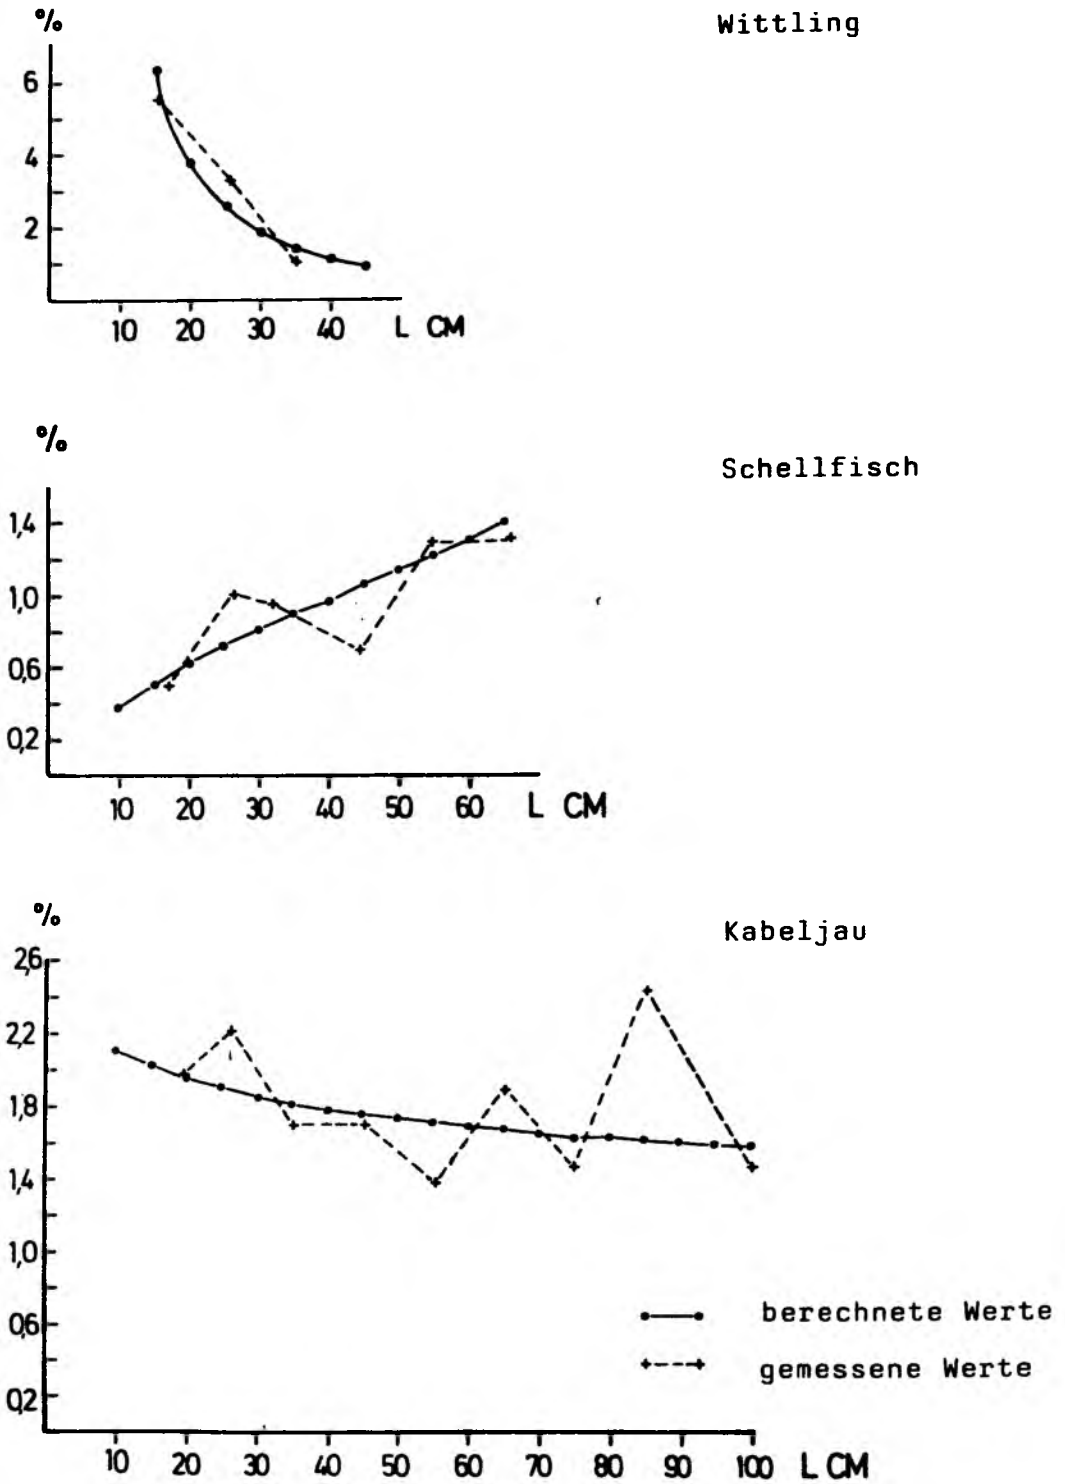 %
Wittling
6
4
2
10 20 30 40 L CM
%
Schellfisch
1,4
1,0
0,6
0,2
10 20 30 40 50 60 L CM
%
Kabeljau
2,6
2,2
1,8
1,4
1,0
0,6
0,2
berechnete Werte
gemessene Werte
10 20 30 40 50 60 70 80 90 100 L CM